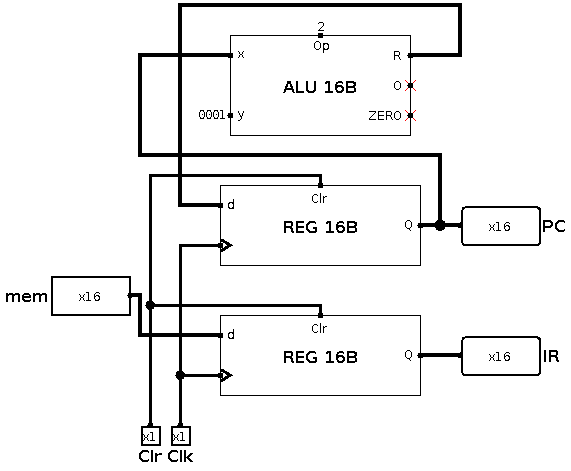 2
Op
x R
ALU 16B O
0001 y ZERO
Clr
d
REG 16B Q x16 PC
mem x16
Clr
d
REG 16B Q x16 IR
x1 x1
Clr Clk